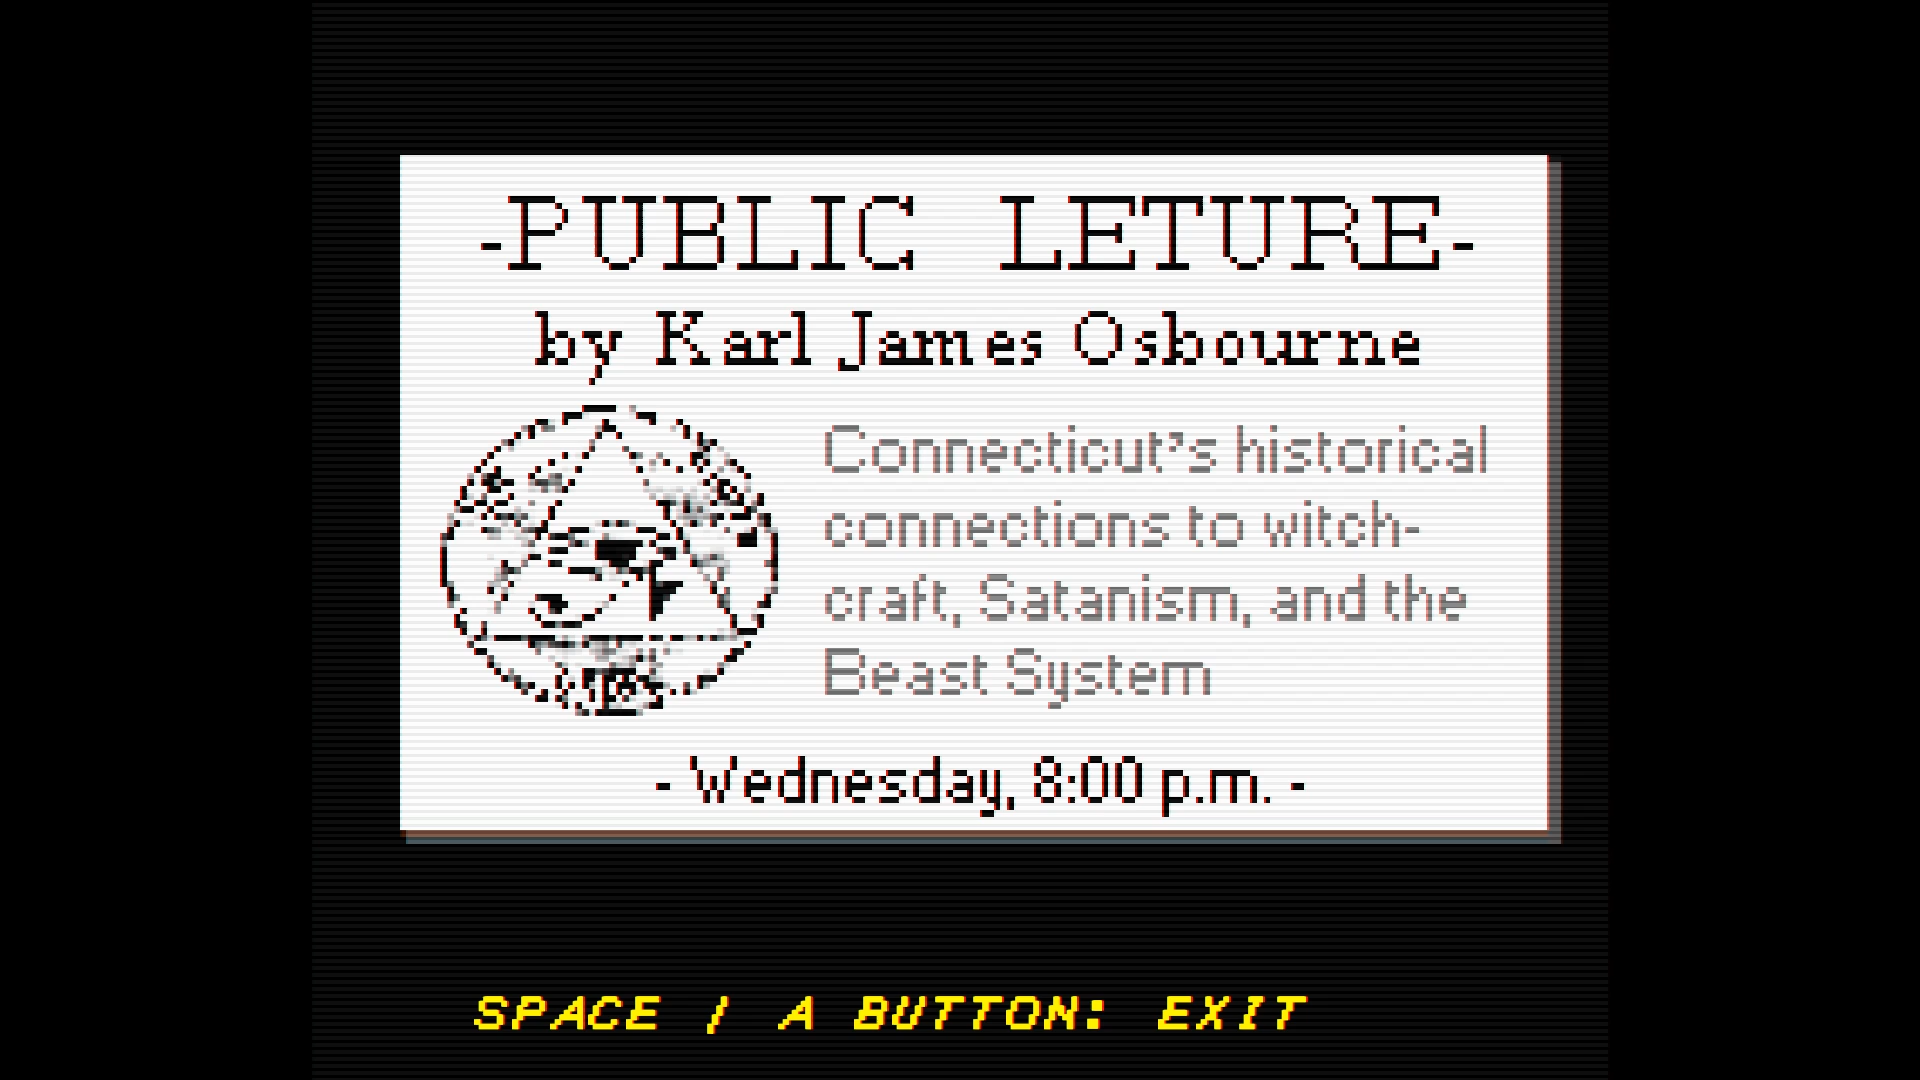 -PUBLIC LETURE-
by Karl James Osbourne
Connecticut's historical
connections to witch-
craft, Satanism, and the
Beast System
- Wednesday, 8:00 p.m. -
SPACE / A BUTTON: EXIT